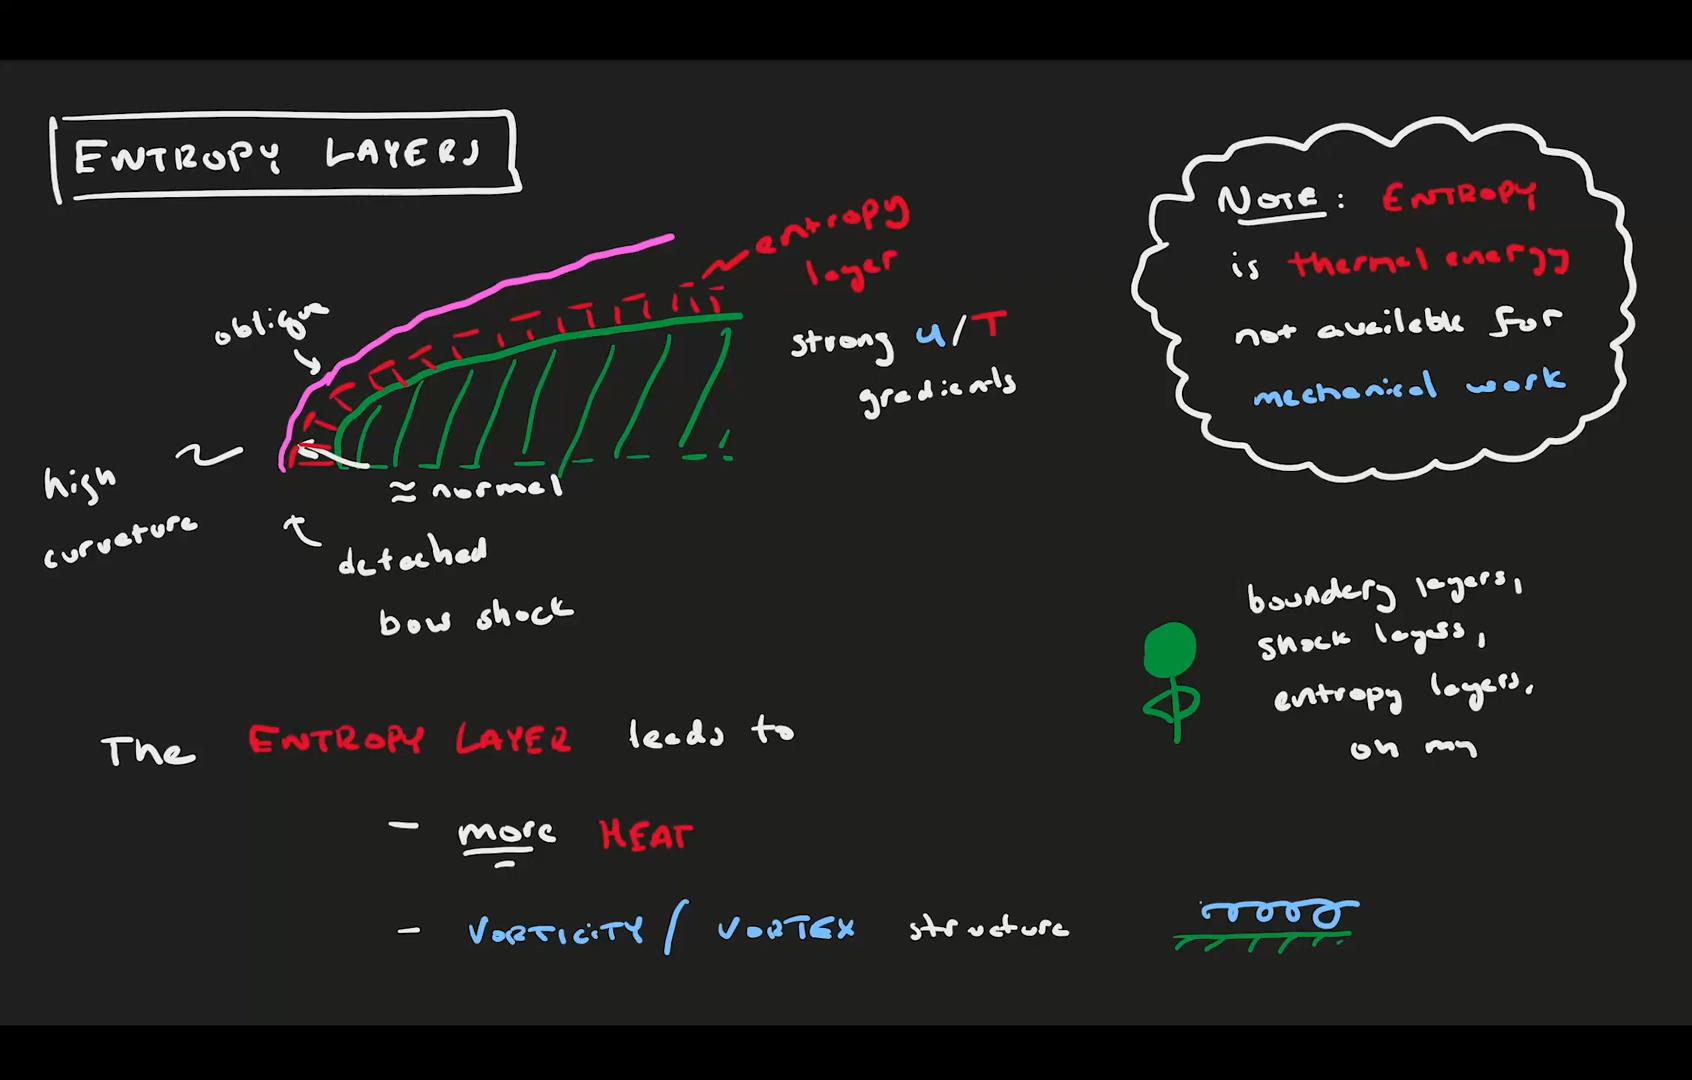 ENTROPY LAYERS
entropy
layer
oblique
strong u/T
gradients
high
curvature
≈ normal
detached
bow shock
NOTE: ENTROPY
is thermal energy
not available for
mechanical work
boundary layers,
shock layers,
entropy layers,
oh my
The ENTROPY LAYER leads to
- more HEAT
- VORTICITY/VORTEX structure